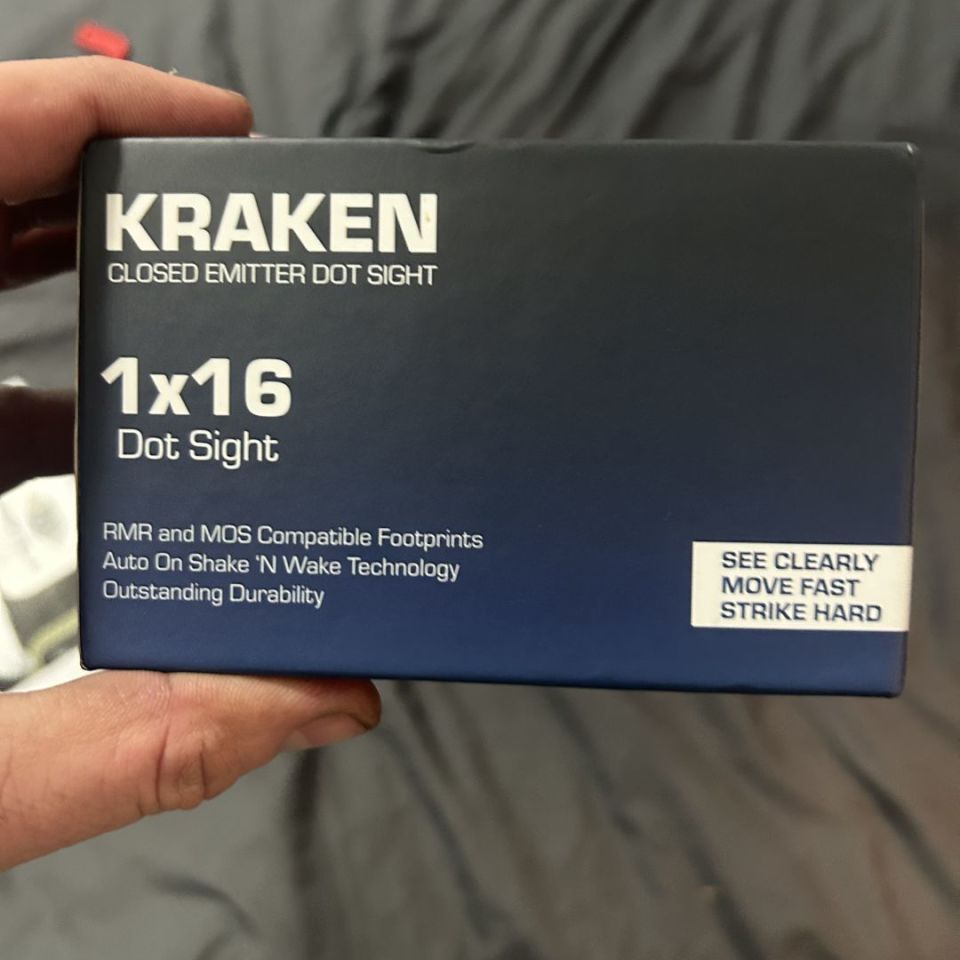 KRAKEN
CLOSED EMITTER DOT SIGHT
1x16
Dot Sight
RMR and MOS Compatible Footprints
Auto On Shake 'N Wake Technology
Outstanding Durability
SEE CLEARLY
MOVE FAST
STRIKE HARD